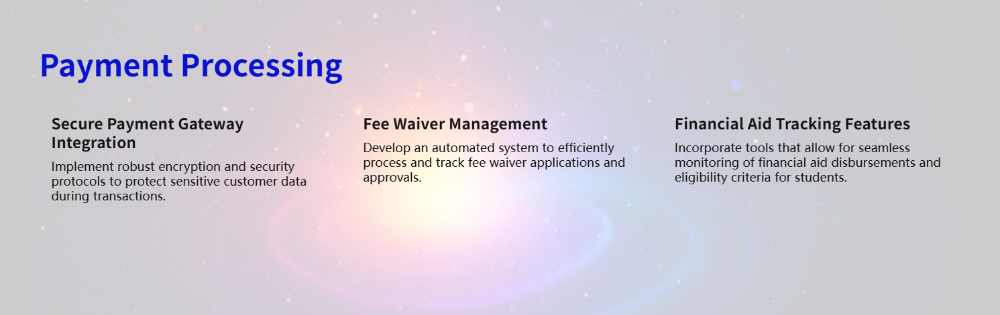 Payment Processing
Secure Payment Gateway
Integration
Implement robust encryption and security
protocols to protect sensitive customer data
during transactions.
Fee Waiver Management
Develop an automated system to efficiently
process and track fee waiver applications and
approvals.
Financial Aid Tracking Features
Incorporate tools that allow for seamless
monitoring of financial aid disbursements and
eligibility criteria for students.